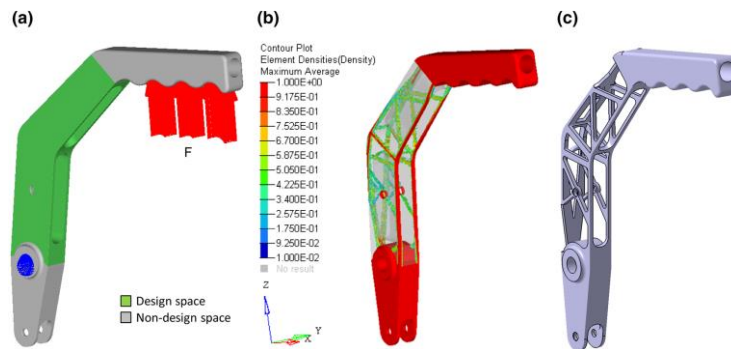 (a)
F
Design space
Non-design space
(b)
Contour Plot
Element Densities(Density)
Maximum Average
1.000E+00
9.175E-01
8.350E-01
7.525E-01
6.700E-01
5.875E-01
5.050E-01
4.225E-01
3.400E-01
2.575E-01
1.750E-01
9.250E-02
1.000E-02
No result
Z
Y
X
(c)